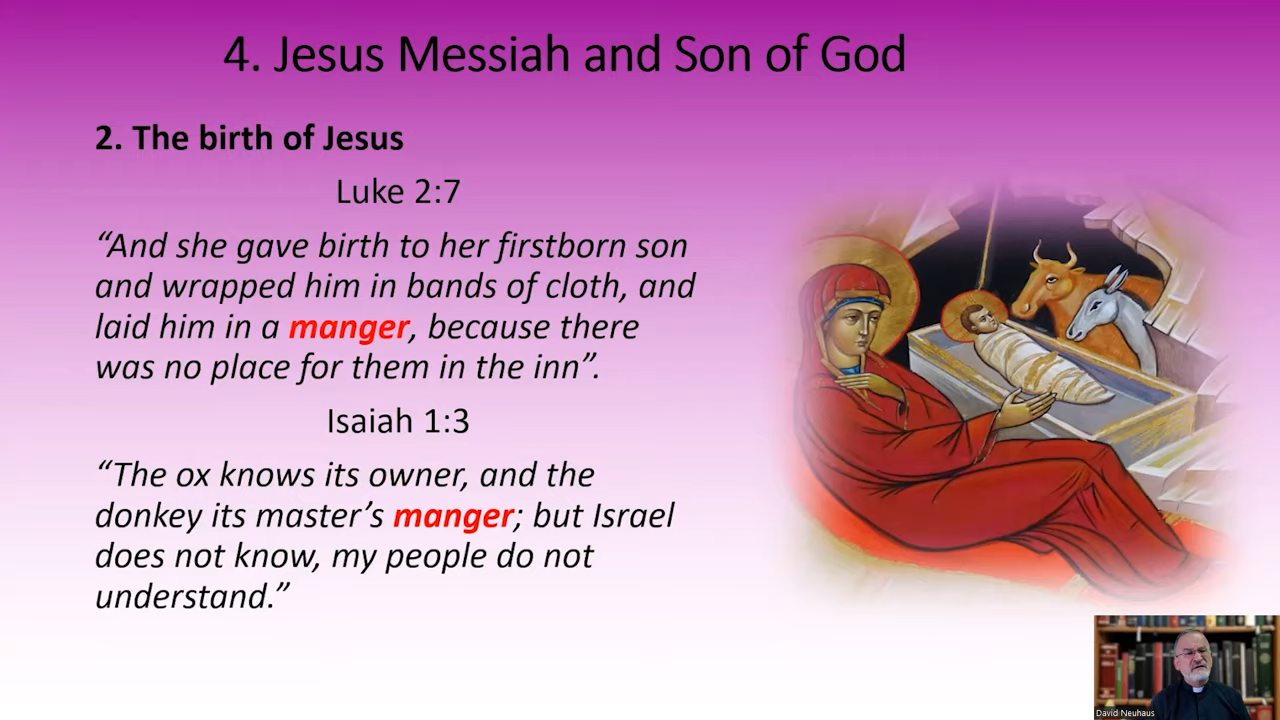 4. Jesus Messiah and Son of God
2. The birth of Jesus
Luke 2:7
“And she gave birth to her firstborn son
and wrapped him in bands of cloth, and
laid him in a manger, because there
was no place for them in the inn”.
Isaiah 1:3
“The ox knows its owner, and the
donkey its master’s manger; but Israel
does not know, my people do not
understand.”
David Neuhaus